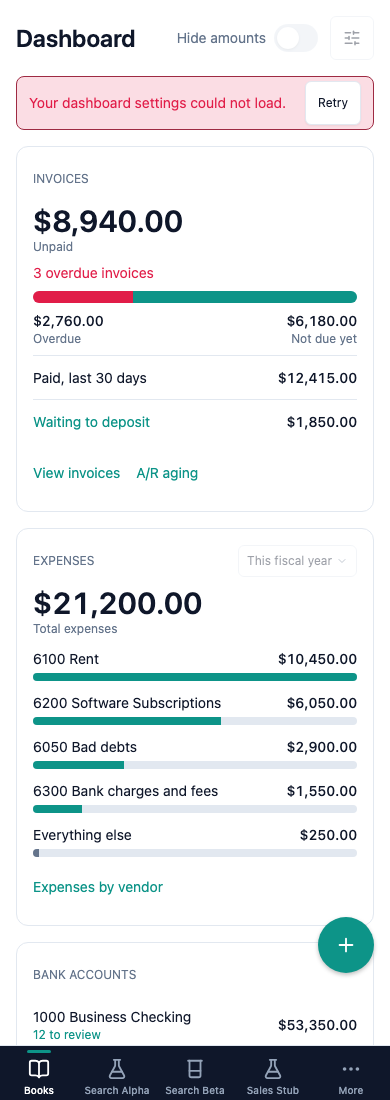 Dashboard
Hide amounts
Your dashboard settings could not load.
Retry
INVOICES
$8,940.00
Unpaid
3 overdue invoices
$2,760.00 $6,180.00
Overdue Not due yet
Paid, last 30 days $12,415.00
Waiting to deposit $1,850.00
View invoices A/R aging
EXPENSES This fiscal year
$21,200.00
Total expenses
6100 Rent $10,450.00
6200 Software Subscriptions $6,050.00
6050 Bad debts $2,900.00
6300 Bank charges and fees $1,550.00
Everything else $250.00
Expenses by vendor
BANK ACCOUNTS
1000 Business Checking $53,350.00
12 to review
Books Search Alpha Search Beta Sales Stub More